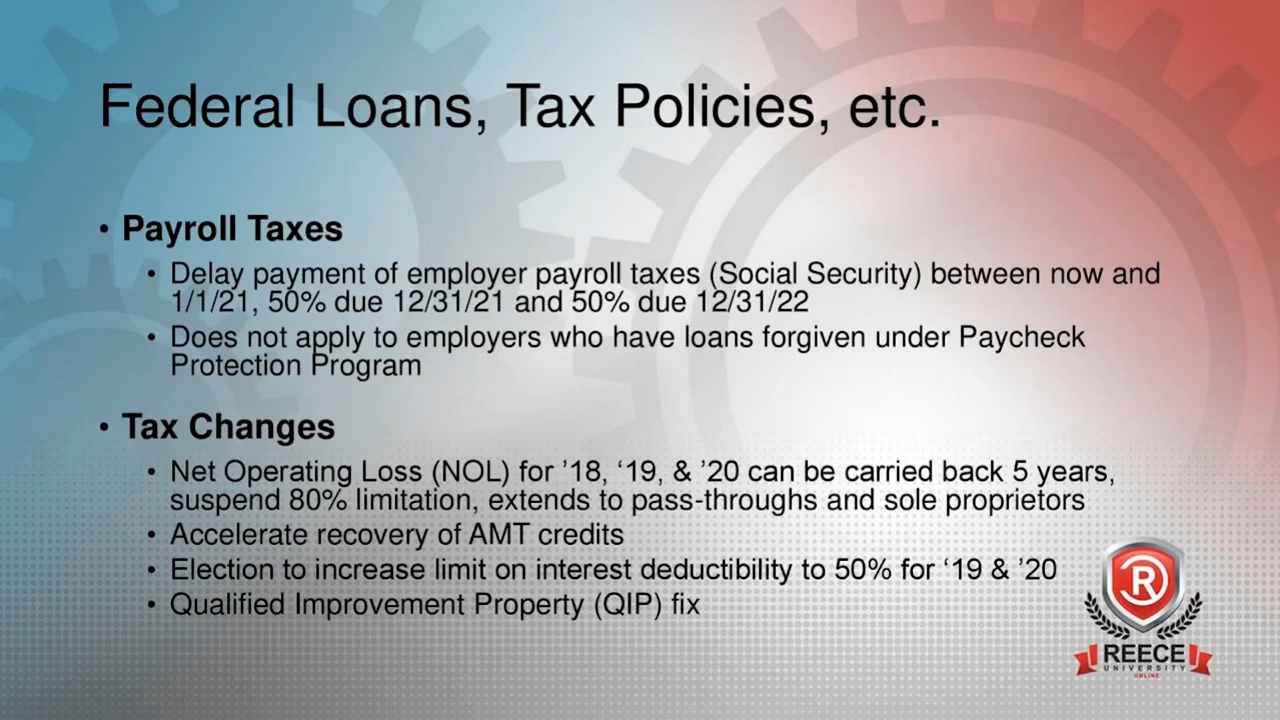 Federal Loans, Tax Policies, etc.
• Payroll Taxes
• Delay payment of employer payroll taxes (Social Security) between now and
1/1/21, 50% due 12/31/21 and 50% due 12/31/22
• Does not apply to employers who have loans forgiven under Paycheck
Protection Program
• Tax Changes
• Net Operating Loss (NOL) for ’18, ‘19, & ’20 can be carried back 5 years,
suspend 80% limitation, extends to pass-throughs and sole proprietors
• Accelerate recovery of AMT credits
• Election to increase limit on interest deductibility to 50% for ‘19 & ’20
• Qualified Improvement Property (QIP) fix
R
REECE
UNIVERSITY
ONLINE